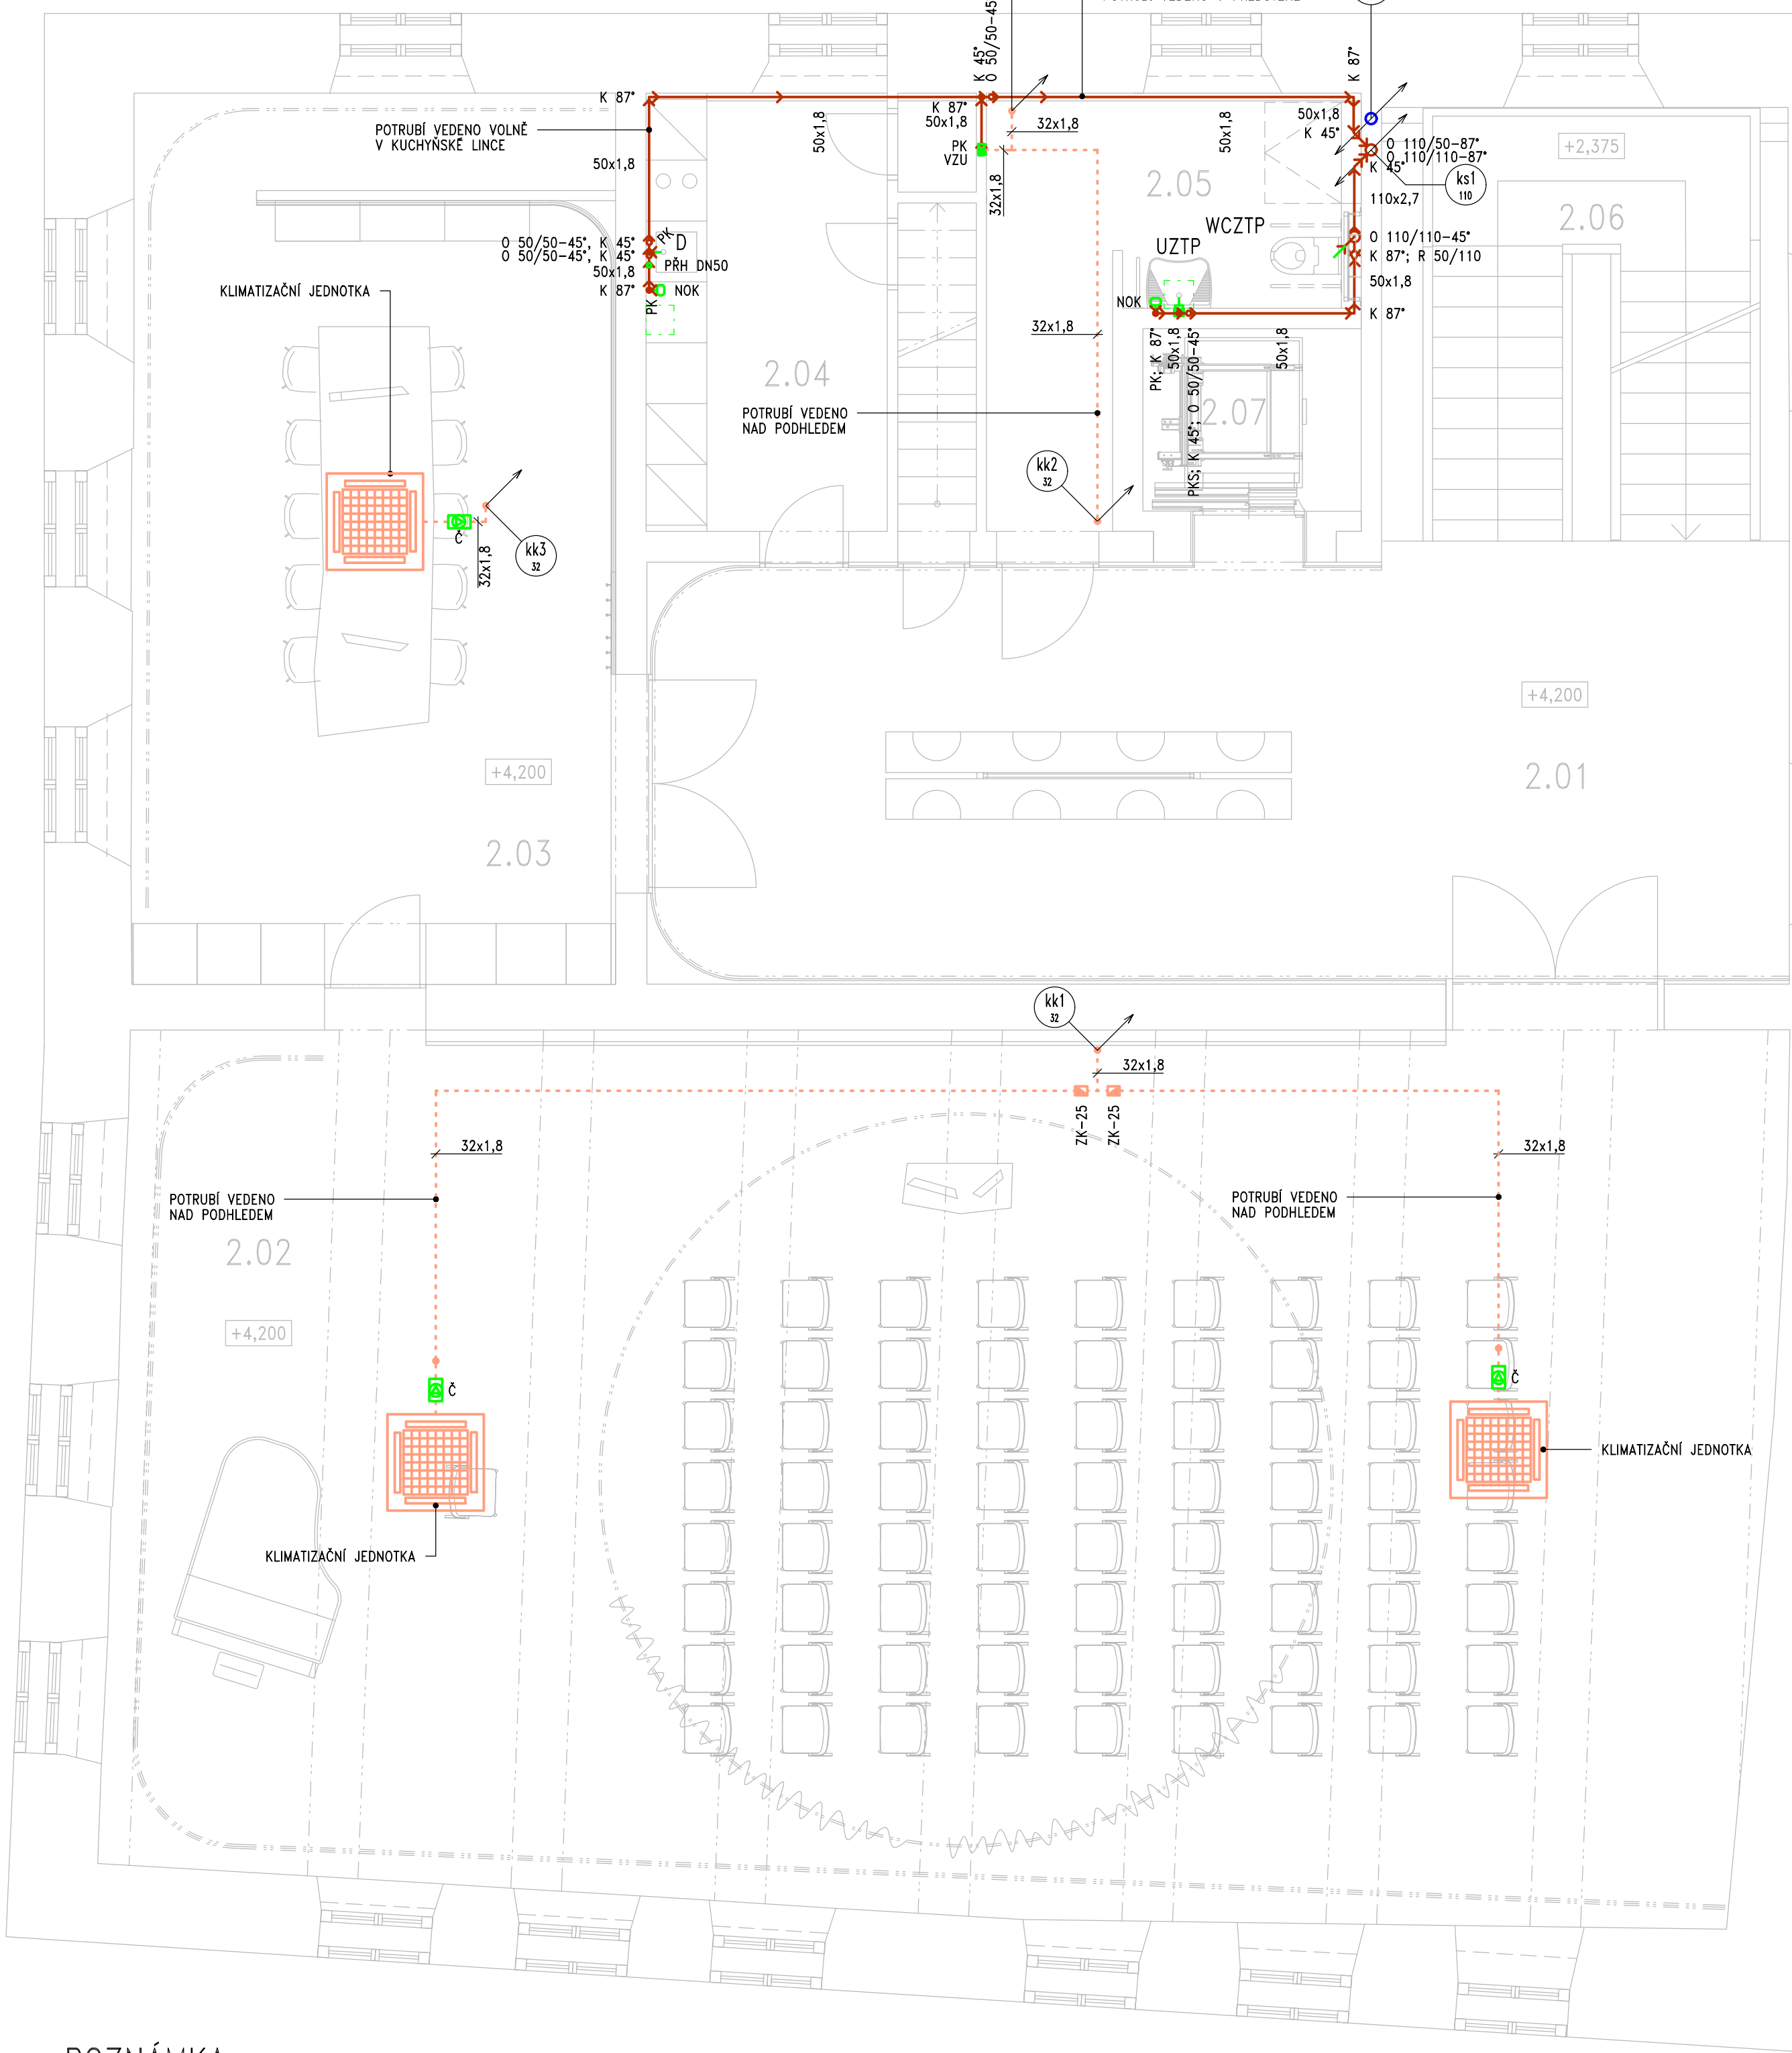 K 45°
O 50/50-45°
K 87°
K 87°
POTRUBÍ VEDENO VOLNĚ
V KUCHYŇSKÉ LINCE
50x1,8
50x1,8
K 87°
50x1,8
PK
VZU
32x1,8
32x1,8
50x1,8
50x1,8
K 45°
O 110/50-87°
O 110/110-87°
K 45°
ks1
110
110x2,7
+2,375
2.05
2.06
WCZTP
UZTP
O 110/110-45°
K 87°; R 50/110
50x1,8
K 87°
O 50/50-45°, K 45°
O 50/50-45°, K 45°
50x1,8
K 87°
PK
D
PŘH DN50
NOK
PK
KLIMATIZAČNÍ JEDNOTKA
NOK
32x1,8
PK; K 87°
50x1,8
PKS; K 45°; O 50/50-45°
50x1,8
2.04
2.07
POTRUBÍ VEDENO
NAD PODHLEDEM
kk2
32
Č
32x1,8
kk3
32
+4,200
+4,200
2.01
2.03
kk1
32
32x1,8
ZK-25
ZK-25
32x1,8
32x1,8
POTRUBÍ VEDENO
NAD PODHLEDEM
POTRUBÍ VEDENO
NAD PODHLEDEM
2.02
+4,200
Č
Č
KLIMATIZAČNÍ JEDNOTKA
KLIMATIZAČNÍ JEDNOTKA